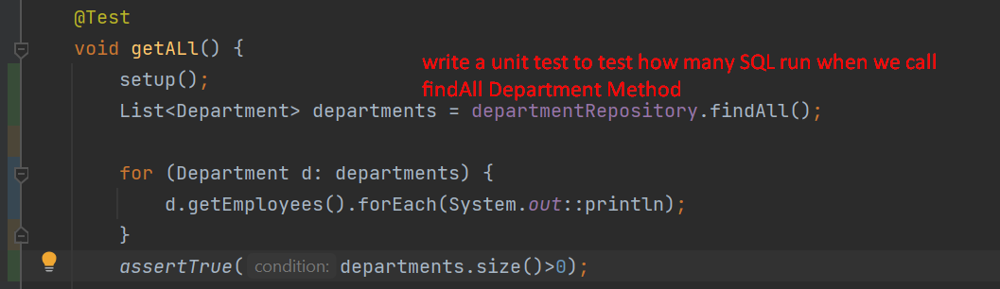 @Test
void getALl() {
setup();
write a unit test to test how many SQL run when we call
findAll Department Method
List<Department> departments = departmentRepository.findAll();
for (Department d: departments) {
d.getEmployees().forEach(System.out::println);
}
assertTrue( condition: departments.size()>0);